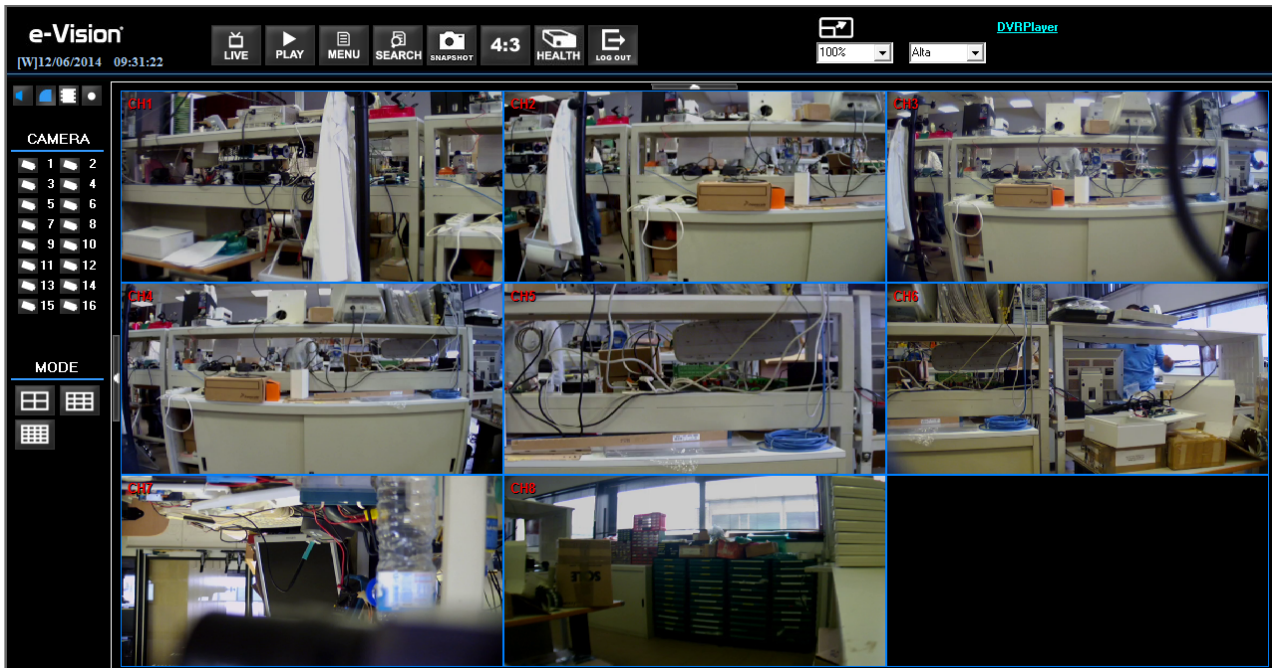 e-Vision
[W]12/06/2014 09:31:22
LIVE
PLAY
MENU
SEARCH
SNAPSHOT
4:3
HEALTH
LOG OUT
100%
Alta
DVRPlayer
CAMERA
1 2
3 4
5 6
7 8
9 10
11 12
13 14
15 16
MODE
CH1
CH2
CH3
CH4
CH5
CH6
CH7
CH8